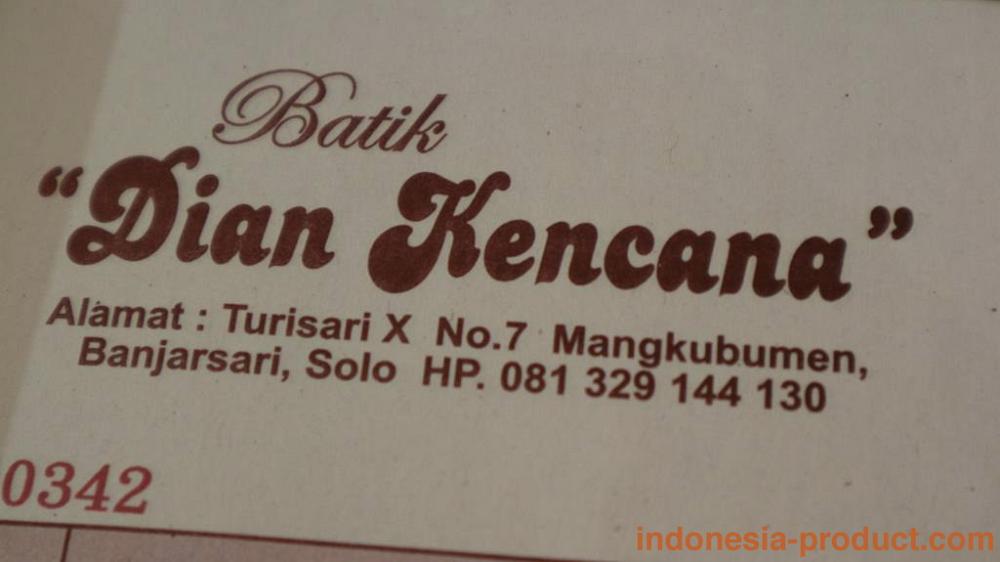 Batik
“Dian Kencana”
Alamat : Turisari X No.7 Mangkubumen,
Banjarsari, Solo HP. 081 329 144 130
0342
indonesia-product.com